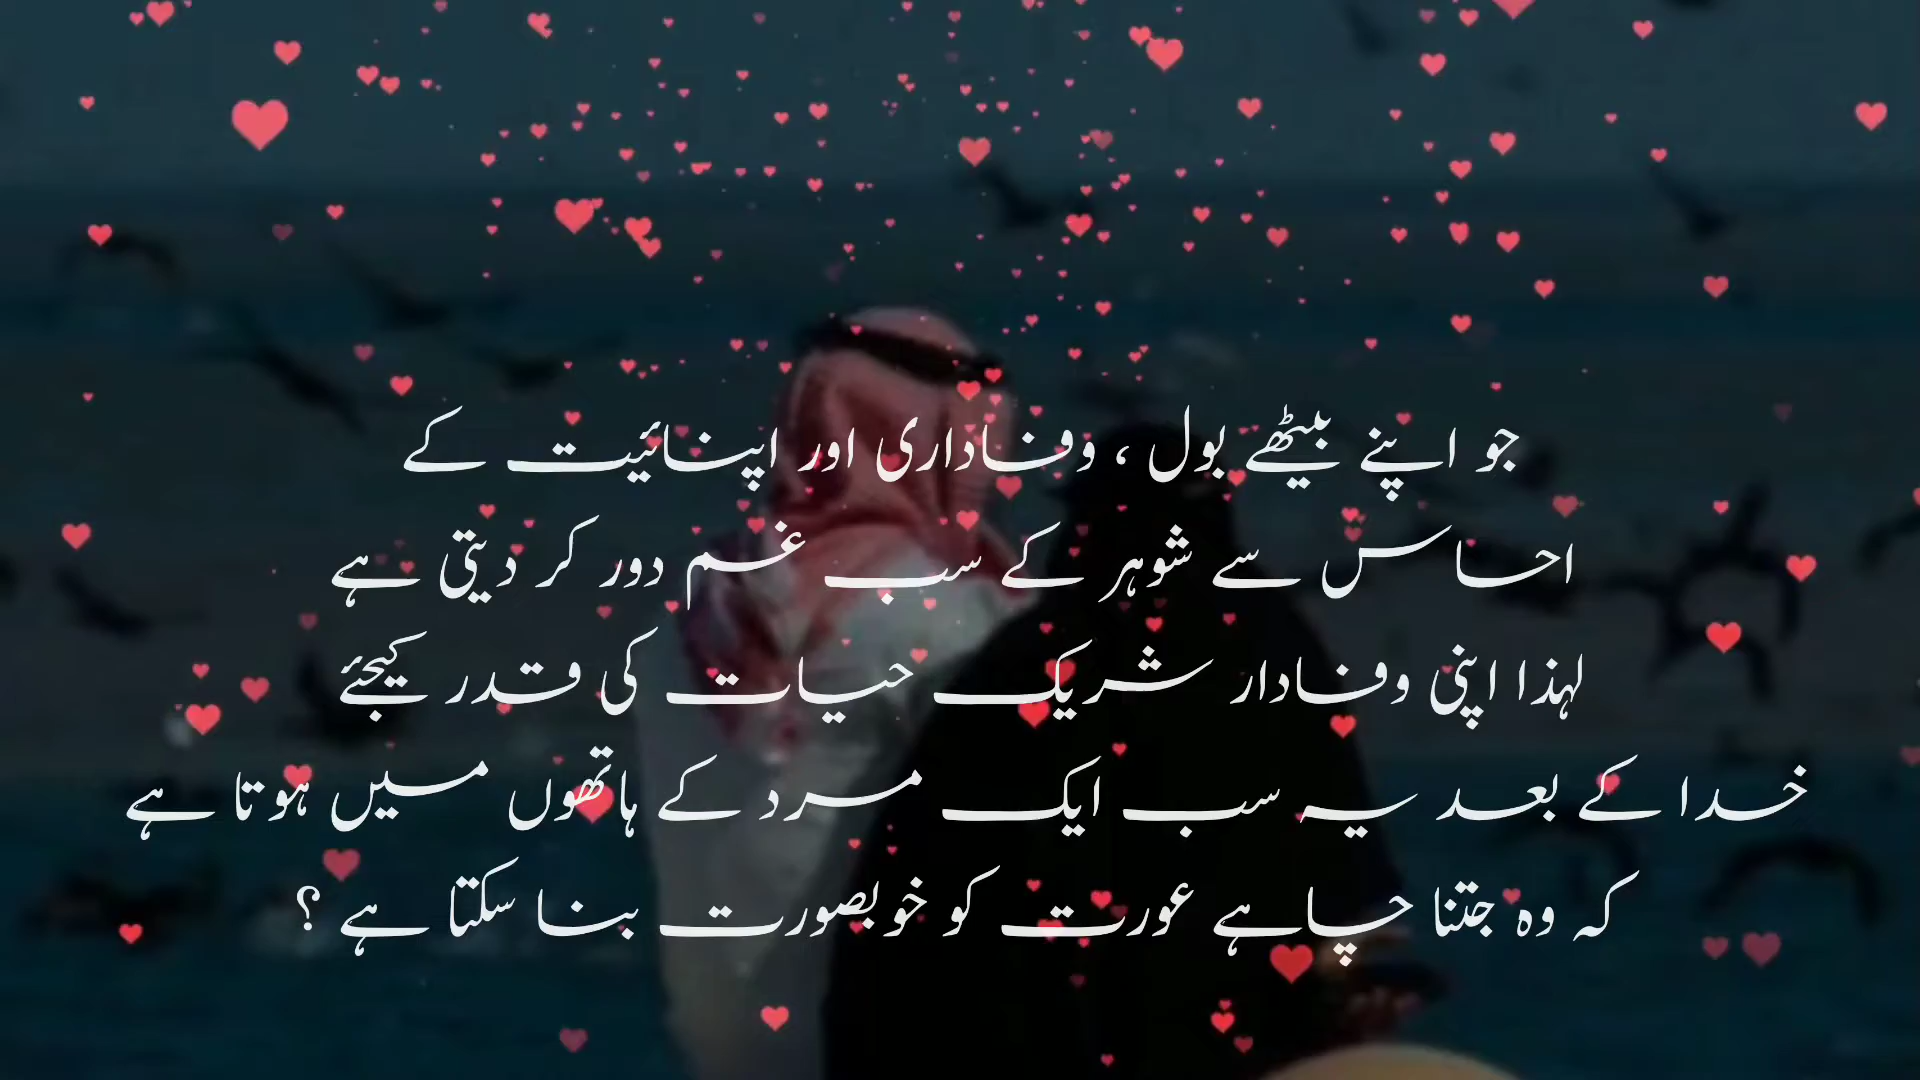 جو اپنے میٹھے بول ، وفاداری اور اپنائیت کے
احساس سے شوہر کے سب غم دور کر دیتی ہے
لہذا اپنی وفادار شریک حیات کی قدر کیجئے
خدا کے بعد یہ سب ایک مرد کے ہاتھوں میں ہوتا ہے
کہ وہ جتنا چاہے عورت کو خوبصورت بنا سکتا ہے ؟